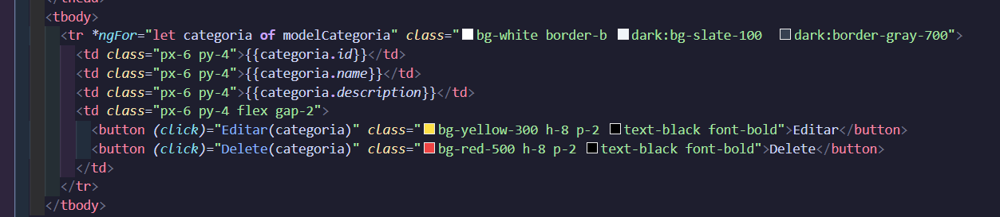 </thead>
<tbody>
<tr *ngFor="let categoria of modelCategoria" class="bg-white border-b dark:bg-slate-100 dark:border-gray-700">
<td class="px-6 py-4">{{categoria.id}}</td>
<td class="px-6 py-4">{{categoria.name}}</td>
<td class="px-6 py-4">{{categoria.description}}</td>
<td class="px-6 py-4 flex gap-2">
<button (click)="Editar(categoria)" class="bg-yellow-300 h-8 p-2 text-black font-bold">Editar</button>
<button (click)="Delete(categoria)" class="bg-red-500 h-8 p-2 text-black font-bold">Delete</button>
</td>
</tr>
</tbody>